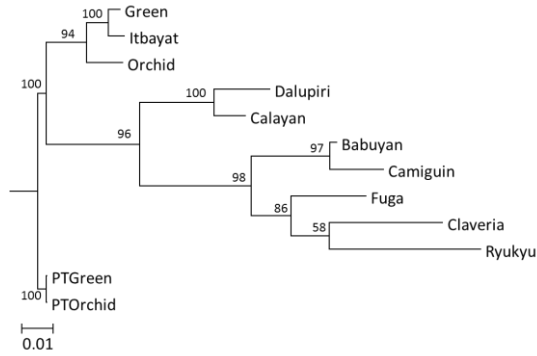 100 Green
Itbayat
94
Orchid
100
100 Dalupiri
Calayan
96
97 Babuyan
Camiguin
98
Fuga
86
58 Claveria
Ryukyu
PTGreen
100 PTOrchid
0.01